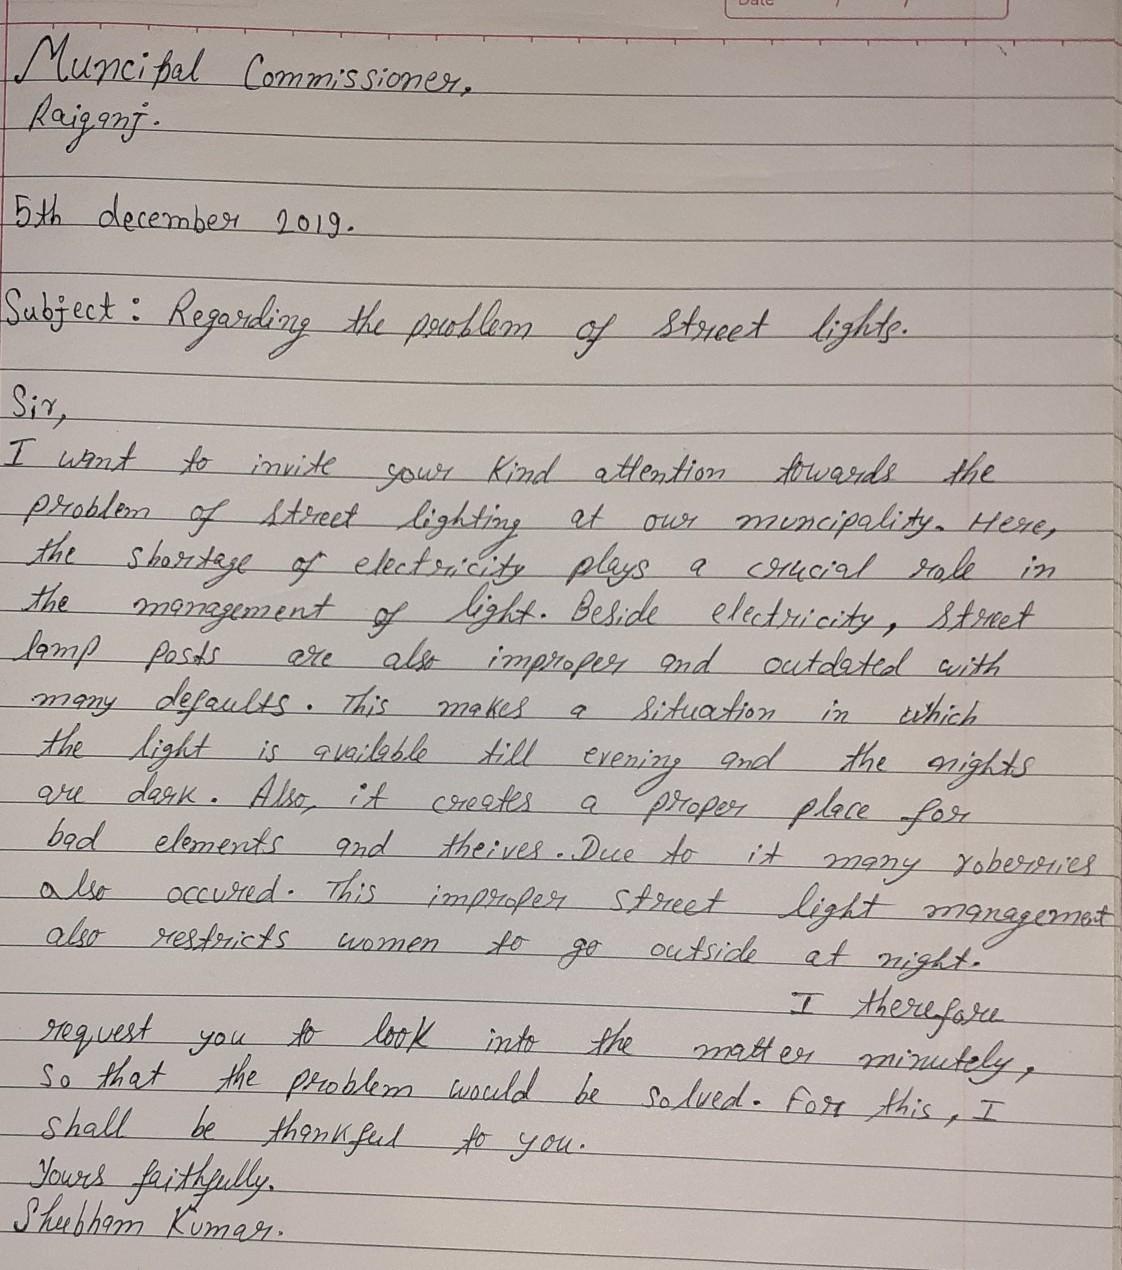 Date / /
Muncipal Commissioner,
Raiganj.
5th december 2019.
Subject : Regarding the problem of street lights.
Sir,
I want to invite your kind attention towards the
problem of street lighting at our muncipality. Here,
the shortage of electricity plays a crucial role in
the management of light. Beside electricity, street
lamp posts are also improper and outdated with
many defaults. This makes a situation in which
the light is available till evening and the nights
are dark. Also, it creates a proper place for
bad elements and theives. Due to it many roberries
also occured. This improper street light management
also restricts women to go outside at night.
I therefore
request you to look into the matter minutely,
so that the problem would be solved. For this, I
shall be thankful to you.
Yours faithfully.
Shubham Kumar.